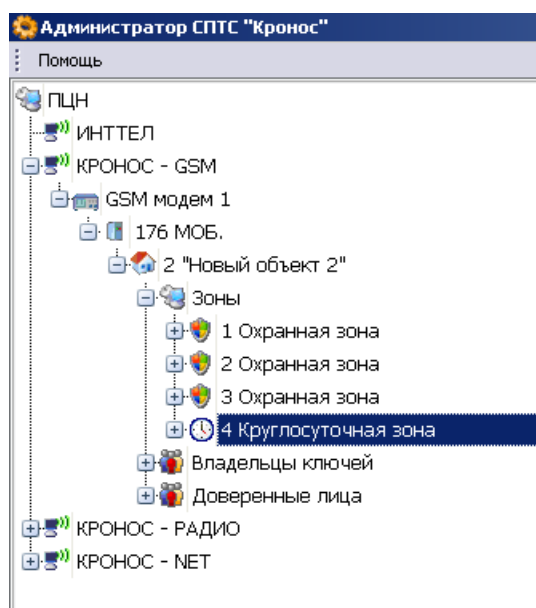 Администратор СПТС "Кронос"
Помощь
ПЦН
ИНТТЕЛ
КРОНОС - GSM
GSM модем 1
176 МОБ.
2 "Новый объект 2"
Зоны
1 Охранная зона
2 Охранная зона
3 Охранная зона
4 Круглосуточная зона
Владельцы ключей
Доверенные лица
КРОНОС - РАДИО
КРОНОС - NET